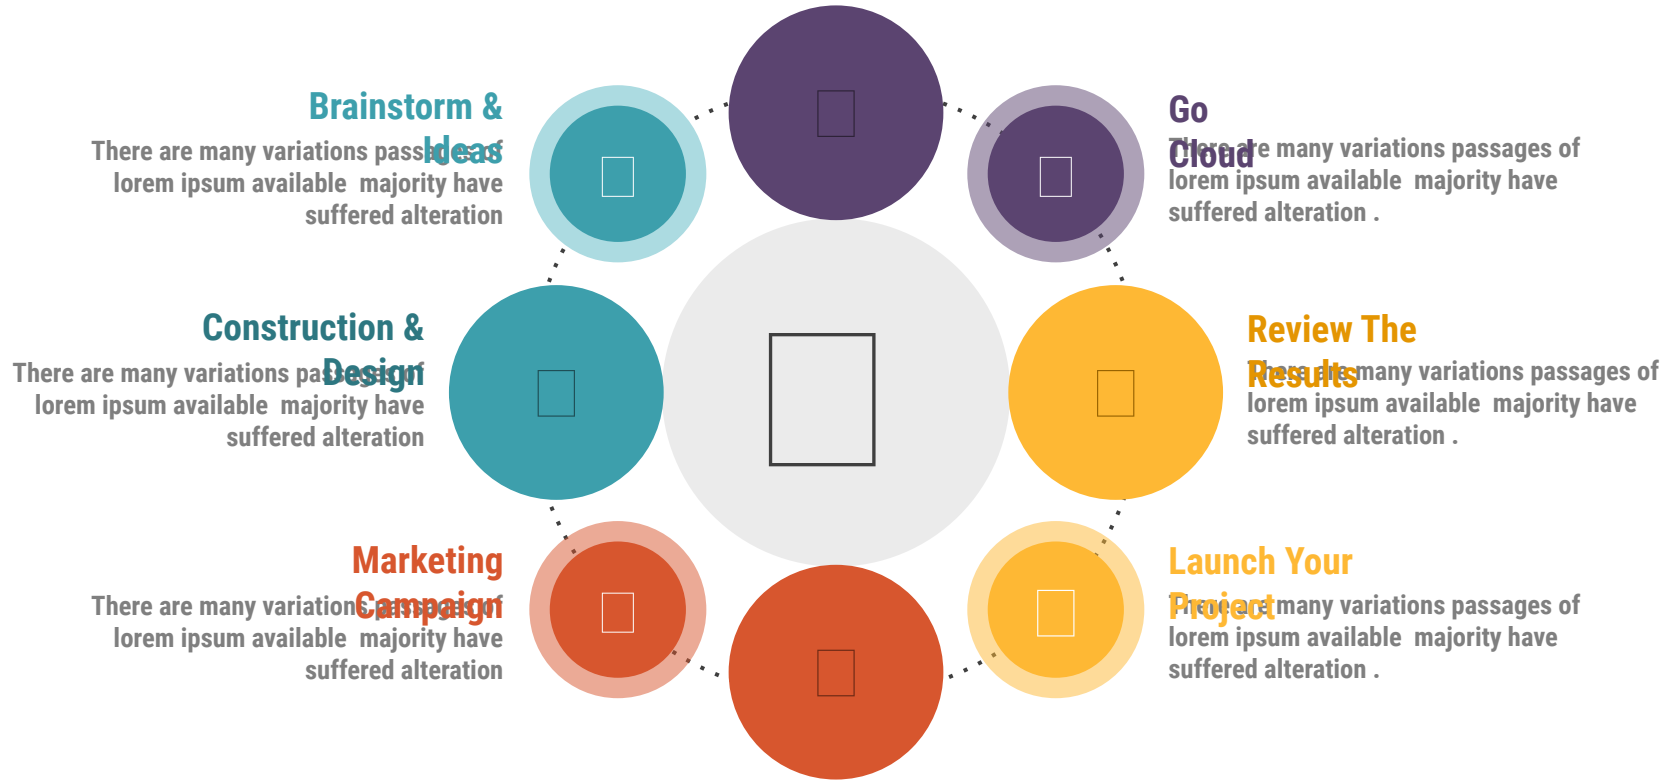 Brainstorm &
Ideas
There are many variations passages of
lorem ipsum available  majority have
suffered alteration
Construction &
Design
There are many variations passages of
lorem ipsum available  majority have
suffered alteration
Marketing
Campaign
There are many variations passages of
lorem ipsum available  majority have
suffered alteration
Go
Cloud
There are many variations passages of
lorem ipsum available  majority have
suffered alteration .
Review The
Results
There are many variations passages of
lorem ipsum available  majority have
suffered alteration .
Launch Your
Project
There are many variations passages of
lorem ipsum available  majority have
suffered alteration .